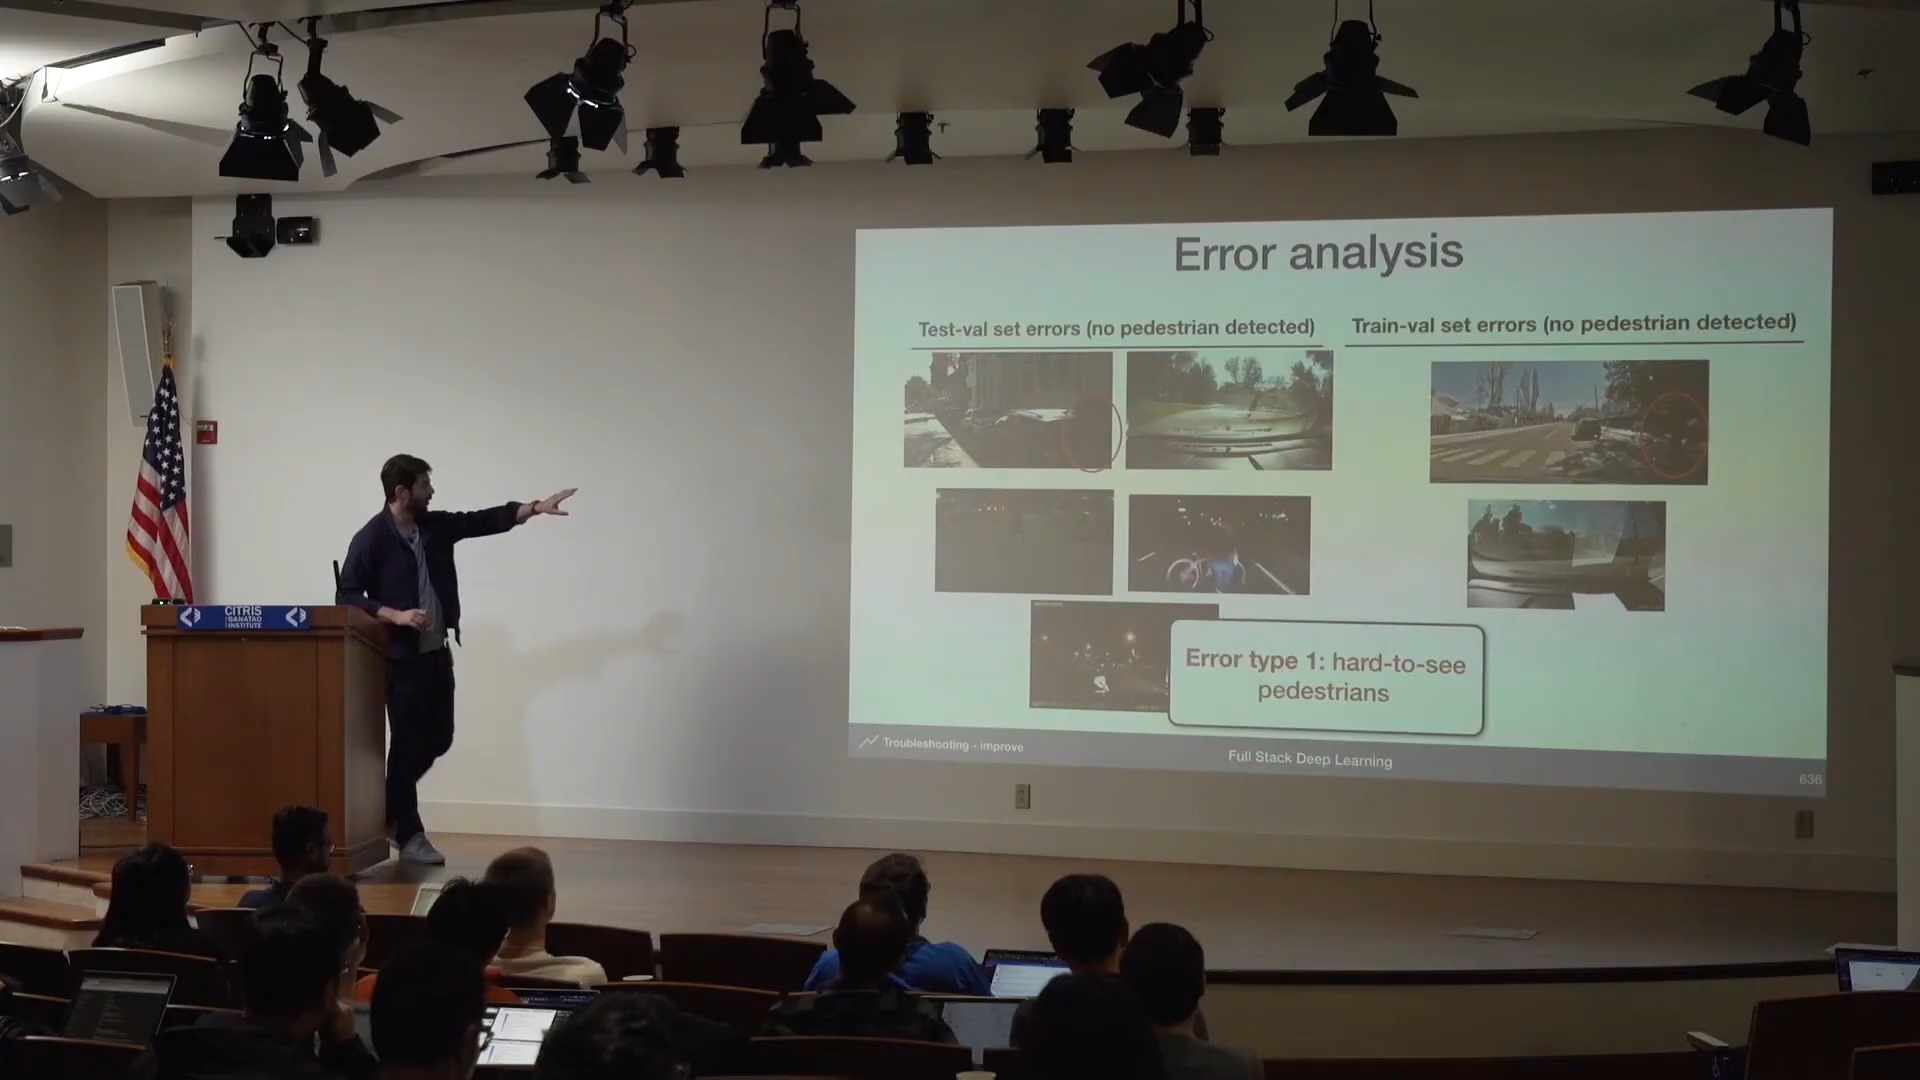 Error analysis
Test-val set errors (no pedestrian detected)
Train-val set errors (no pedestrian detected)
Error type 1: hard-to-see
pedestrians
Troubleshooting - improve
Full Stack Deep Learning
636
CITRIS
BANATAO
INSTITUTE